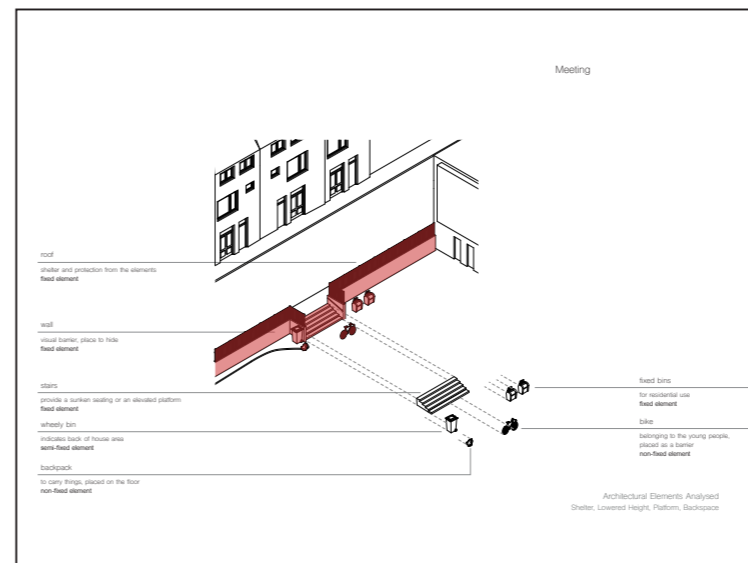 Meeting
roof
shelter and protection from the elements
fixed element
wall
visual barrier, place to hide
fixed element
stairs
provide a sunken seating or an elevated platform
fixed element
wheely bin
indicates back of house area
semi-fixed element
backpack
to carry things, placed on the floor
non-fixed element
fixed bins
for residential use
fixed element
bike
belonging to the young people,
placed as a barrier
non-fixed element
Architectural Elements Analysed
Shelter, Lowered Height, Platform, Backspace